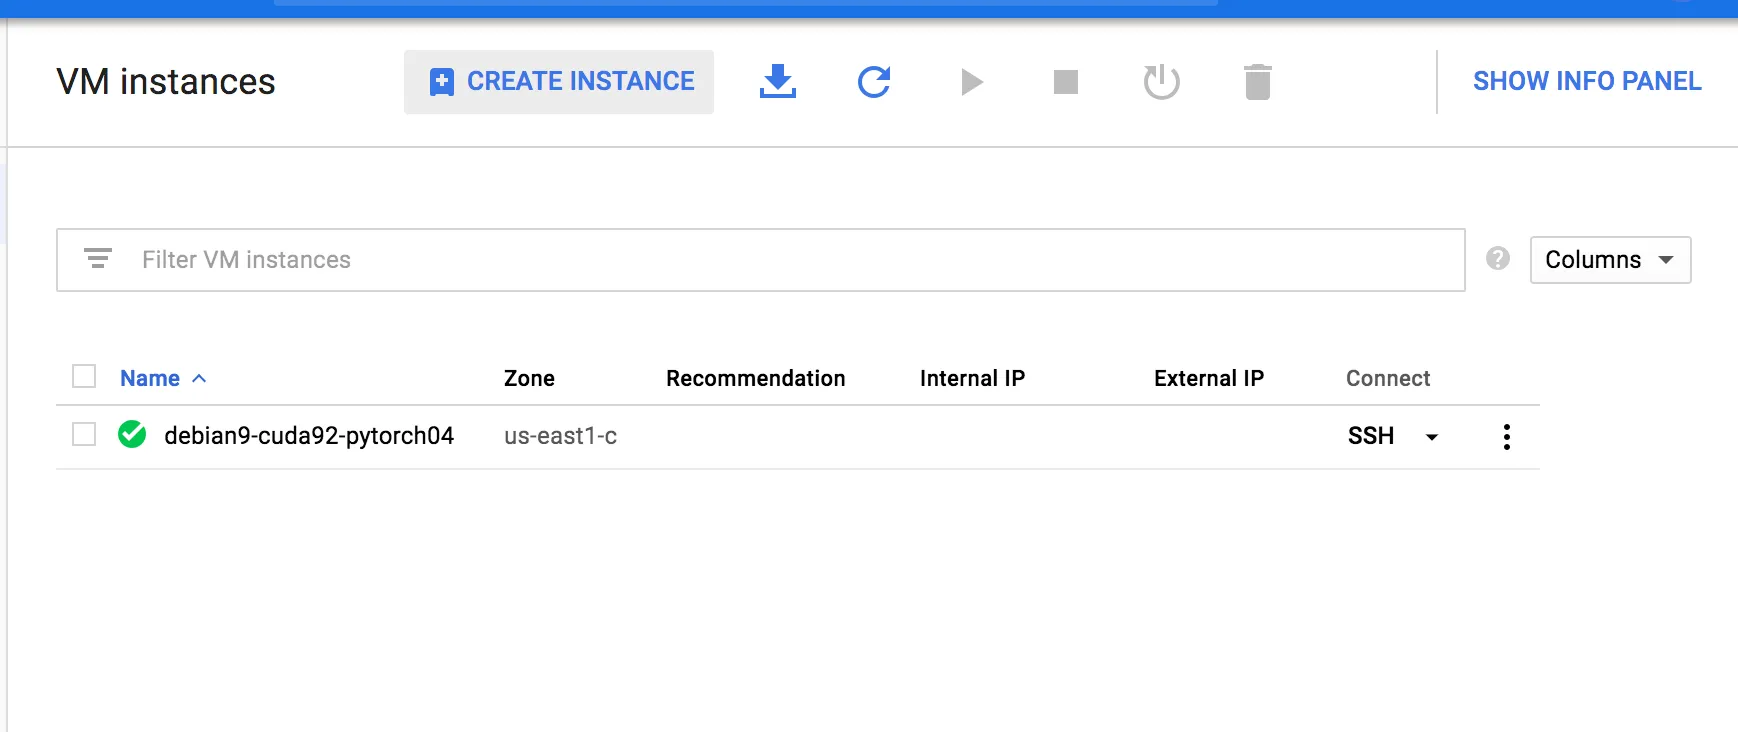 VM instances CREATE INSTANCE SHOW INFO PANEL
Filter VM instances ? Columns
Name Zone Recommendation Internal IP External IP Connect
debian9-cuda92-pytorch04 us-east1-c SSH